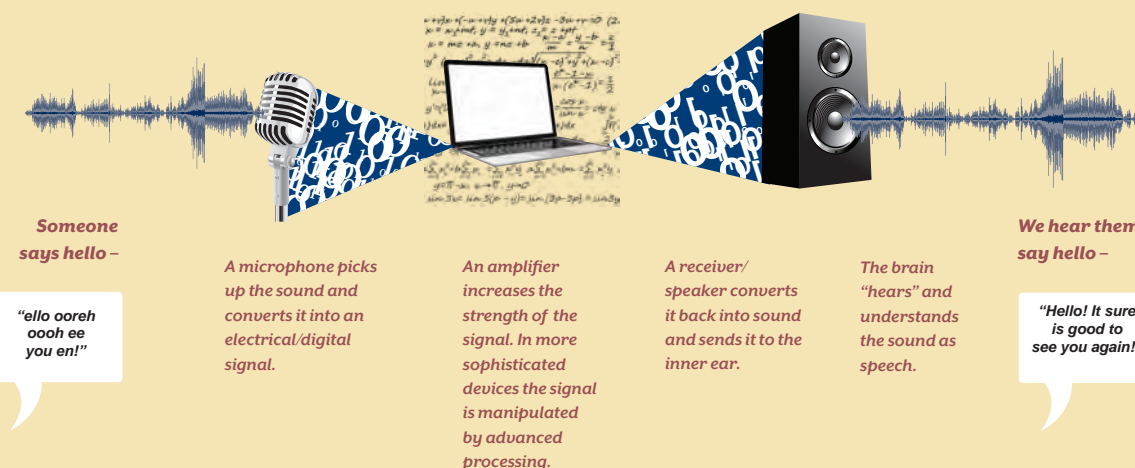 Someone
says hello –
"ello ooreh
oooh ee
you en!"
A microphone picks
up the sound and
converts it into an
electrical/digital
signal.
An amplifier
increases the
strength of the
signal. In more
sophisticated
devices the signal
is manipulated
by advanced
processing.
A receiver/
speaker converts
it back into sound
and sends it to the
inner ear.
The brain
"hears" and
understands
the sound as
speech.
We hear them
say hello –
"Hello! It sure
is good to
see you again!